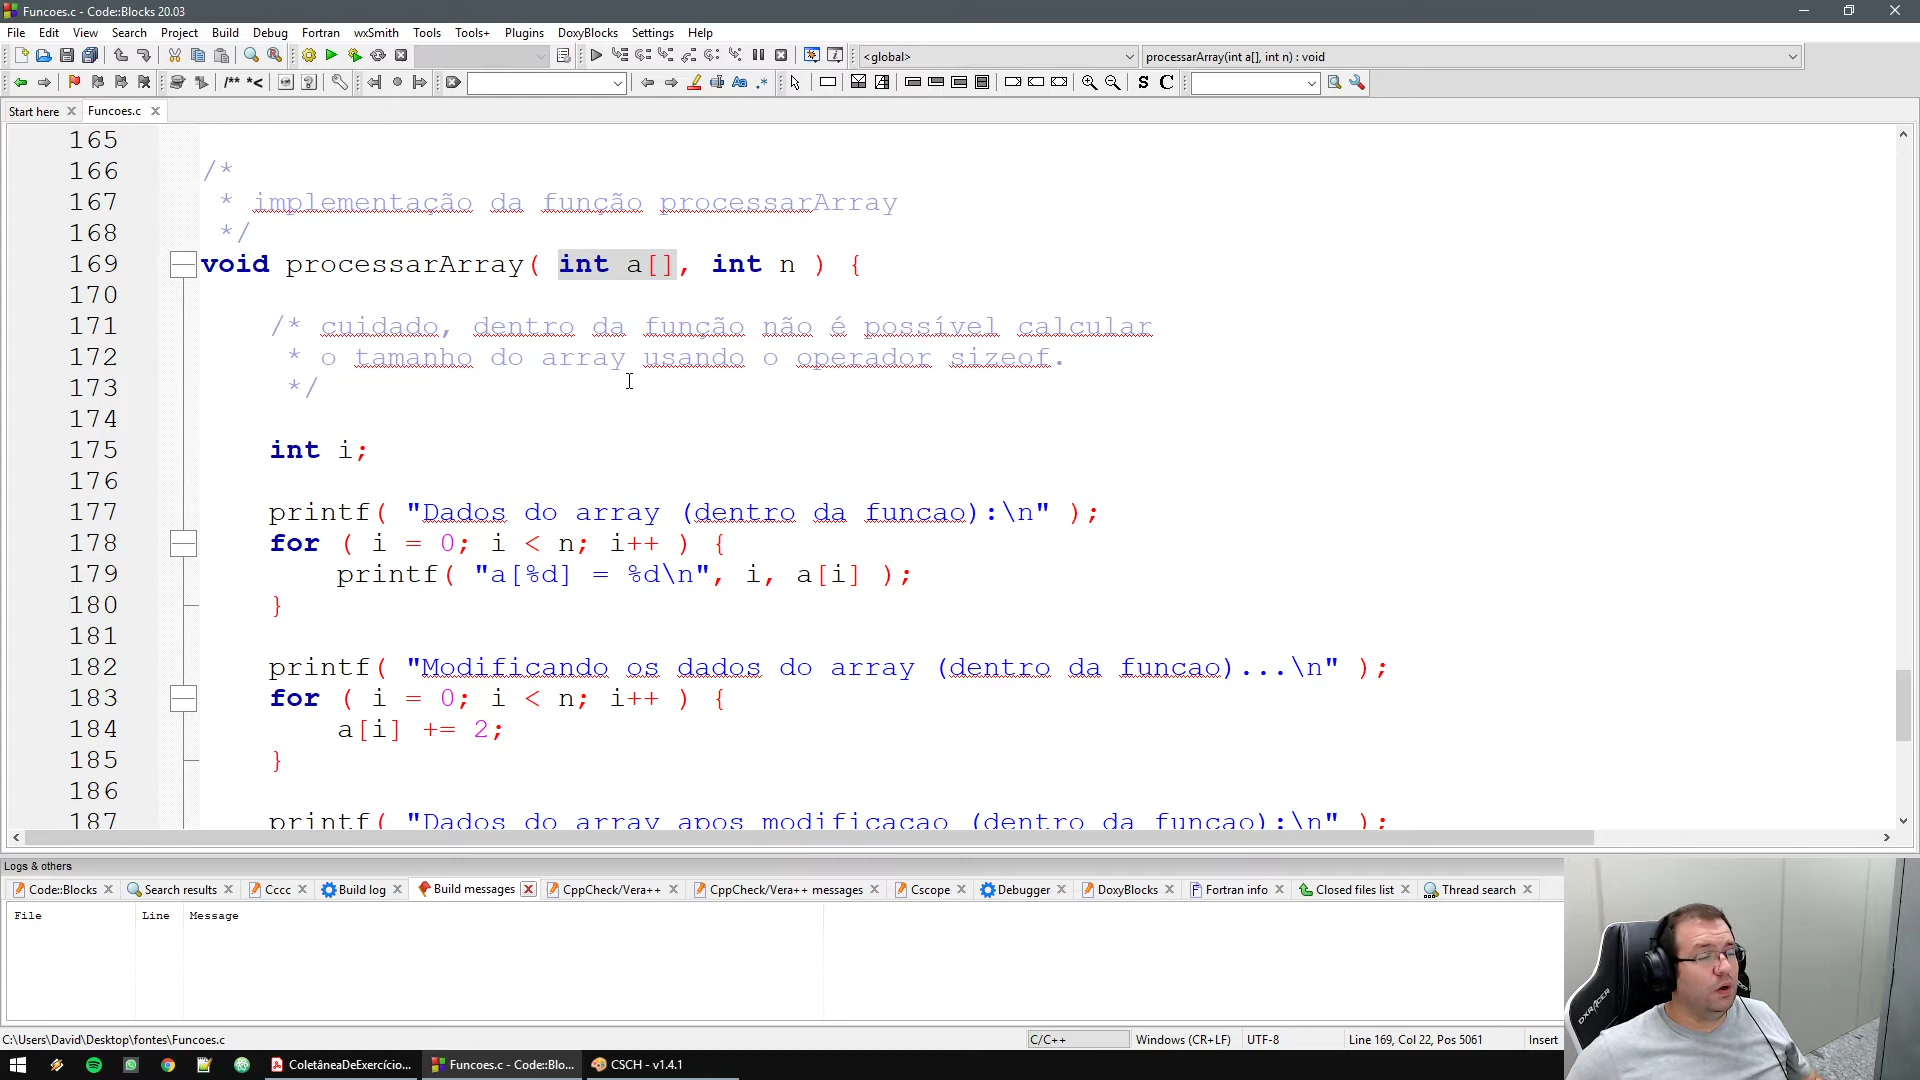 Funcoes.c - Code::Blocks 20.03
File Edit View Search Project Build Debug Fortran wxSmith Tools Tools+ Plugins DoxyBlocks Settings Help
<global>
processarArray(int a[], int n) : void
/** *<
Aa .* S C
Start here Funcoes.c
165
166 /*
167 * implementação da função processarArray
168 */
169 void processarArray( int a[], int n ) {
170
171 /* cuidado, dentro da função não é possível calcular
172 * o tamanho do array usando o operador sizeof.
173 */
174
175 int i;
176
177 printf( "Dados do array (dentro da funcao):\n" );
178 for ( i = 0; i < n; i++ ) {
179 printf( "a[%d] = %d\n", i, a[i] );
180 }
181
182 printf( "Modificando os dados do array (dentro da funcao)...\n" );
183 for ( i = 0; i < n; i++ ) {
184 a[i] += 2;
185 }
186
187 printf( "Dados do array apos modificacao (dentro da funcao):\n" );
Logs & others
Code::Blocks Search results Cccc Build log Build messages CppCheck/Vera++ CppCheck/Vera++ messages Cscope Debugger DoxyBlocks Fortran info Closed files list Thread search
File Line Message
DXRACER
C:\Users\David\Desktop\fontes\Funcoes.c C/C++ Windows (CR+LF) UTF-8 Line 169, Col 22, Pos 5061 Insert
ColetâneaDeExercício... Funcoes.c - Code::Blo... CSCH - v1.4.1